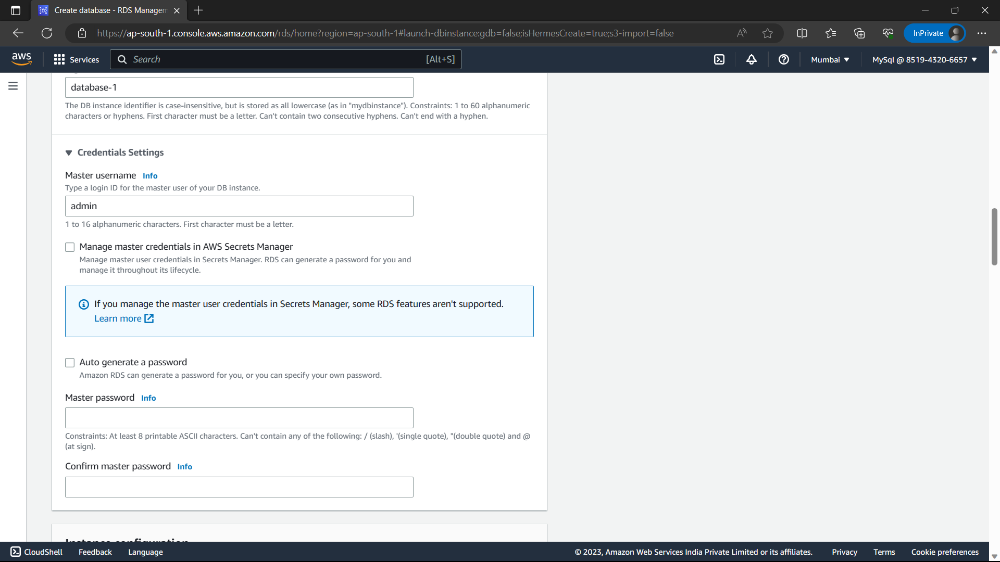 Create database - RDS Managem
https://ap-south-1.console.aws.amazon.com/rds/home?region=ap-south-1#launch-dbinstance:gdb=false;isHermesCreate=true;s3-import=false
InPrivate
aws
Services
Search
[Alt+S]
Mumbai
MySql @ 8519-4320-6657
database-1
The DB instance identifier is case-insensitive, but is stored as all lowercase (as in "mydbinstance"). Constraints: 1 to 60 alphanumeric
characters or hyphens. First character must be a letter. Can't contain two consecutive hyphens. Can't end with a hyphen.
Credentials Settings
Master username Info
Type a login ID for the master user of your DB instance.
admin
1 to 16 alphanumeric characters. First character must be a letter.
Manage master credentials in AWS Secrets Manager
Manage master user credentials in Secrets Manager. RDS can generate a password for you and
manage it throughout its lifecycle.
If you manage the master user credentials in Secrets Manager, some RDS features aren't supported.
Learn more
Auto generate a password
Amazon RDS can generate a password for you, or you can specify your own password.
Master password Info
Constraints: At least 8 printable ASCII characters. Can't contain any of the following: / (slash), '(single quote), "(double quote) and @
(at sign).
Confirm master password Info
Instance configuration
CloudShell
Feedback
Language
© 2023, Amazon Web Services India Private Limited or its affiliates.
Privacy
Terms
Cookie preferences